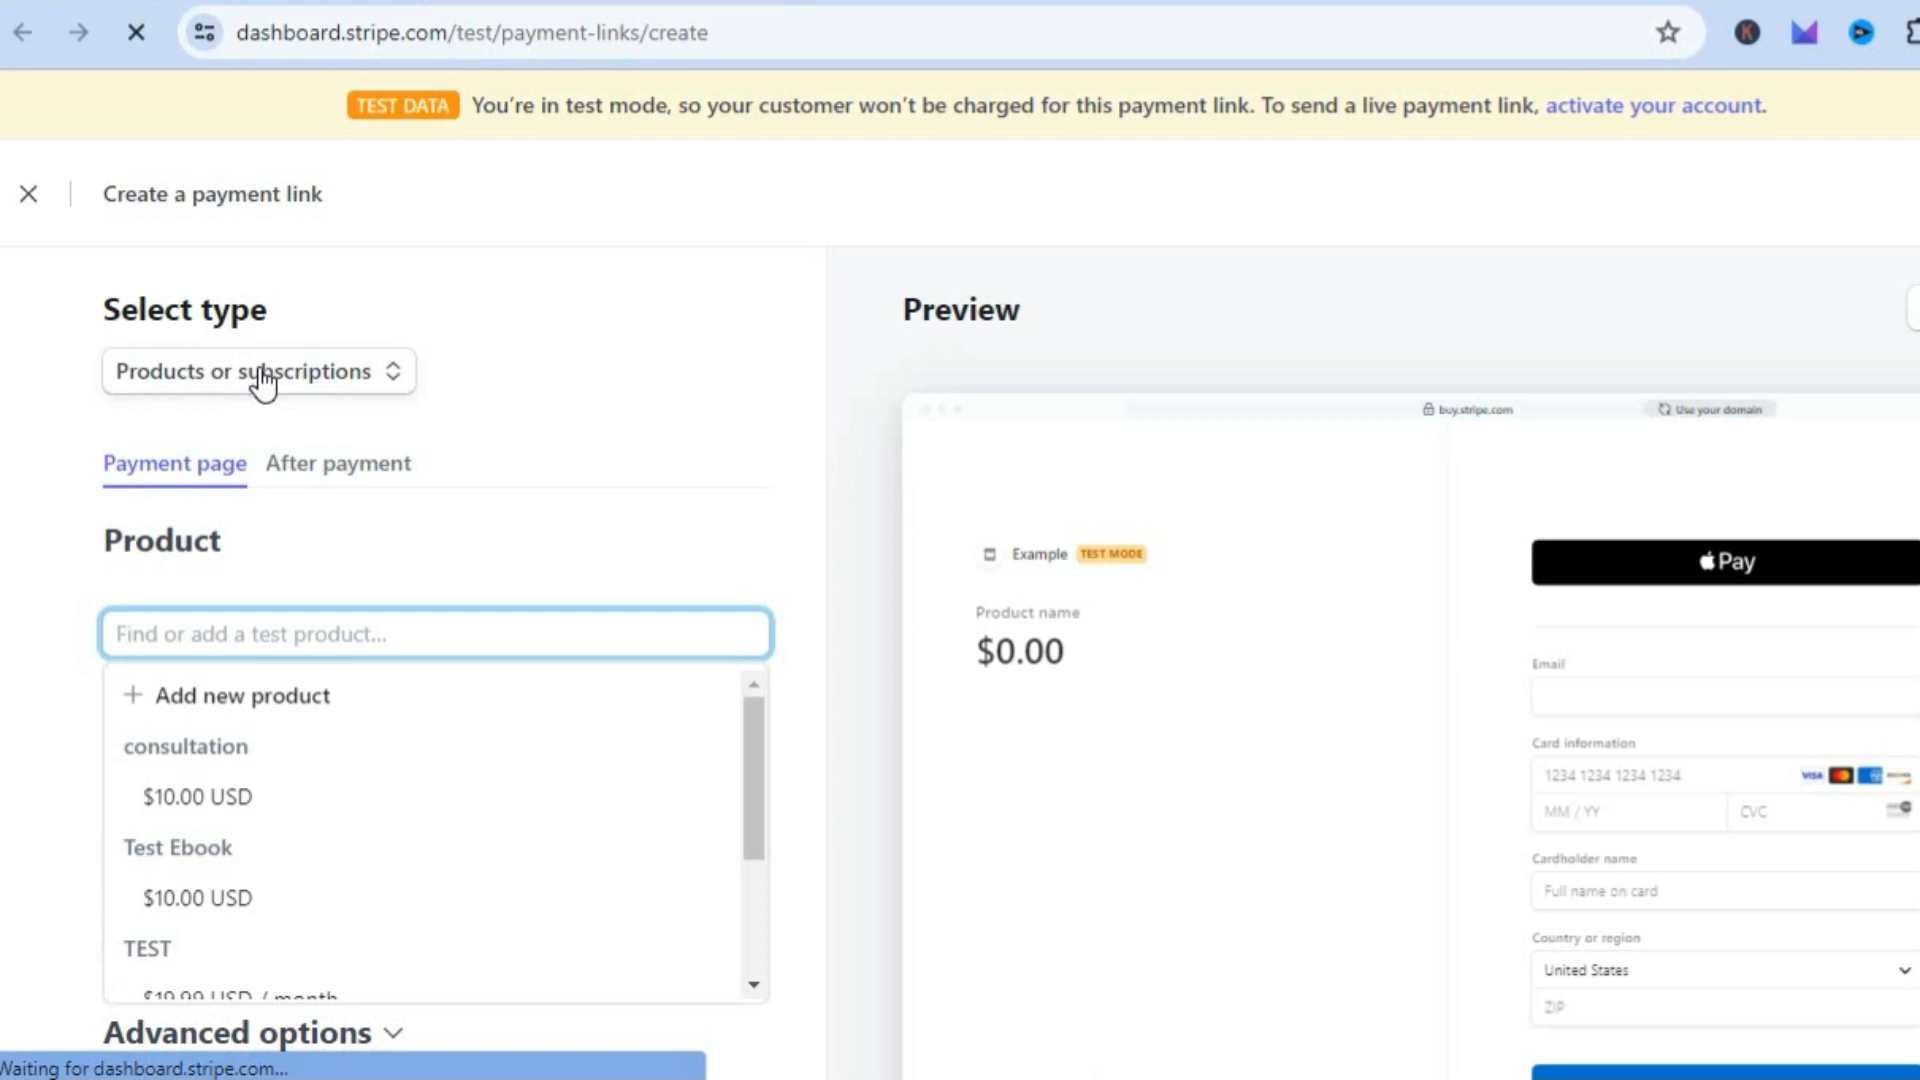 dashboard.stripe.com/test/payment-links/create
TEST DATA You're in test mode, so your customer won't be charged for this payment link. To send a live payment link, activate your account.
Create a payment link
Select type
Products or subscriptions
Payment page After payment
Product
Find or add a test product...
+ Add new product
consultation
$10.00 USD
Test Ebook
$10.00 USD
TEST
$19.99 USD / month
Advanced options
Waiting for dashboard.stripe.com...
Preview
buy.stripe.com Use your domain
Example TEST MODE
Product name
$0.00
Pay
Email
Card information
1234 1234 1234 1234 VISA
MM / YY CVC
Cardholder name
Full name on card
Country or region
United States
ZIP